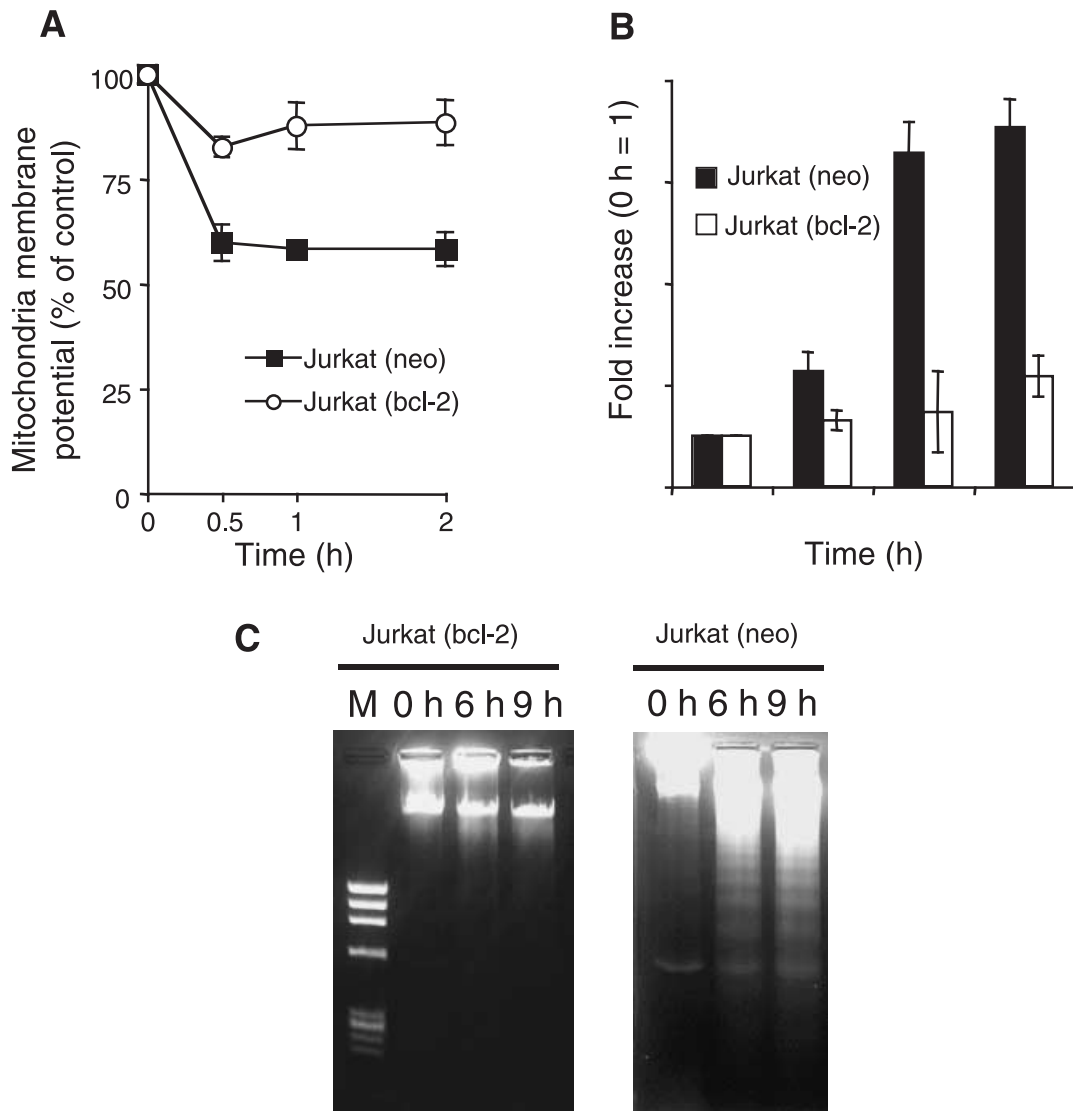 A
Mitochondria membrane
potential (% of control)
100
75
50
25
0
0
0.5
1
2
Time (h)
Jurkat (neo)
Jurkat (bcl-2)
B
Fold increase (0 h = 1)
Jurkat (neo)
Jurkat (bcl-2)
Time (h)
C
Jurkat (bcl-2)
M 0 h 6 h 9 h
Jurkat (neo)
0 h 6 h 9 h